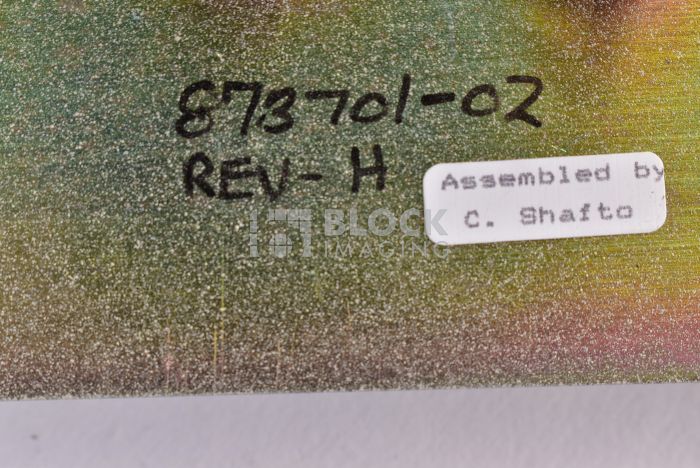 873701-02
REV- H
Assembled by
C. Shafto
BLOCK
IMAGING